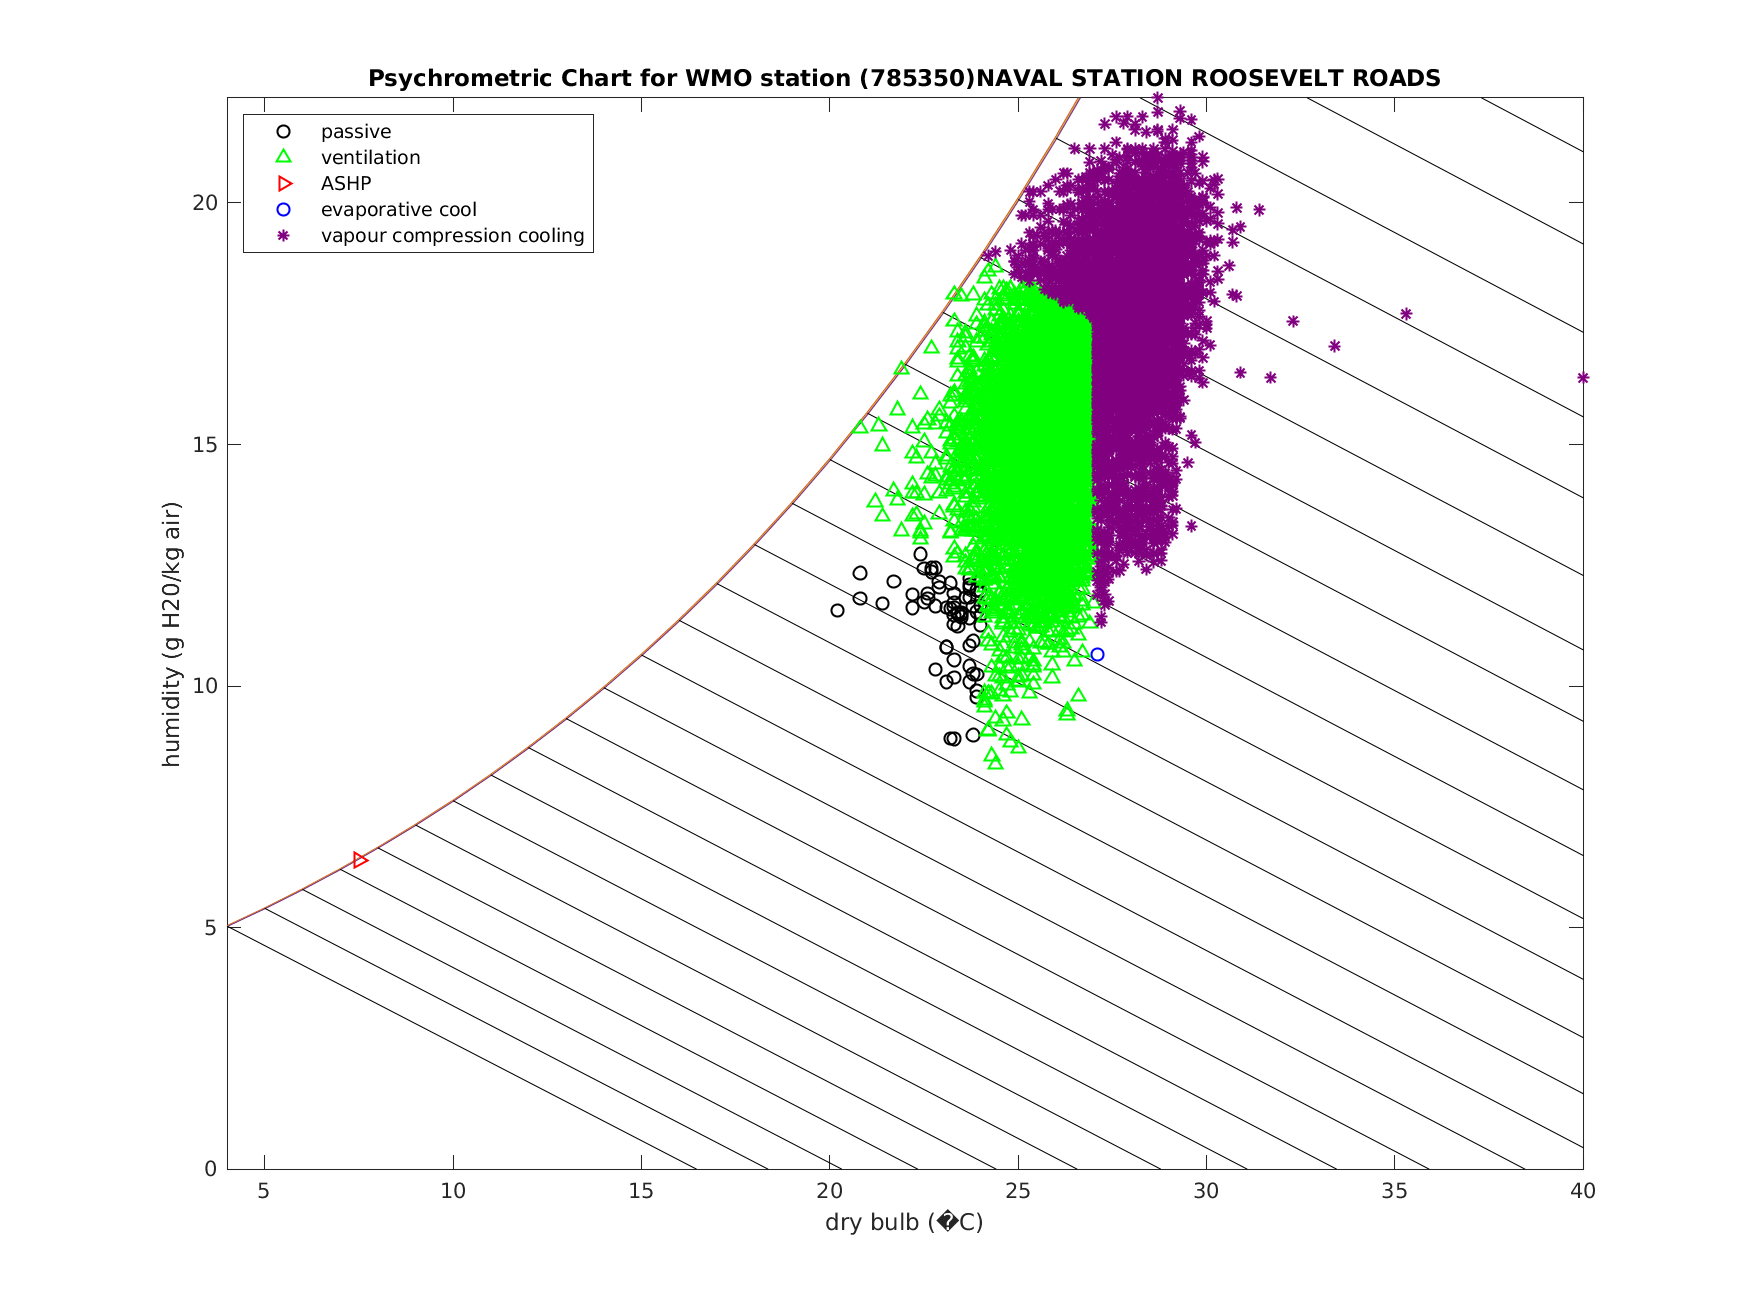 Psychrometric Chart for WMO station (785350)NAVAL STATION ROOSEVELT ROADS
passive
ventilation
ASHP
evaporative cool
vapour compression cooling
humidity (g H20/kg air)
20
15
10
5
0
5 10 15 20 25 30 35 40
dry bulb (�C)